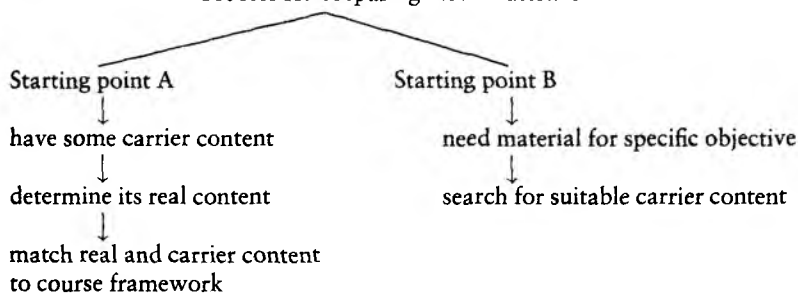 Starting point A
Starting point B
have some carrier content
need material for specific objective
determine its real content
search for suitable carrier content
match real and carrier content
to course framework